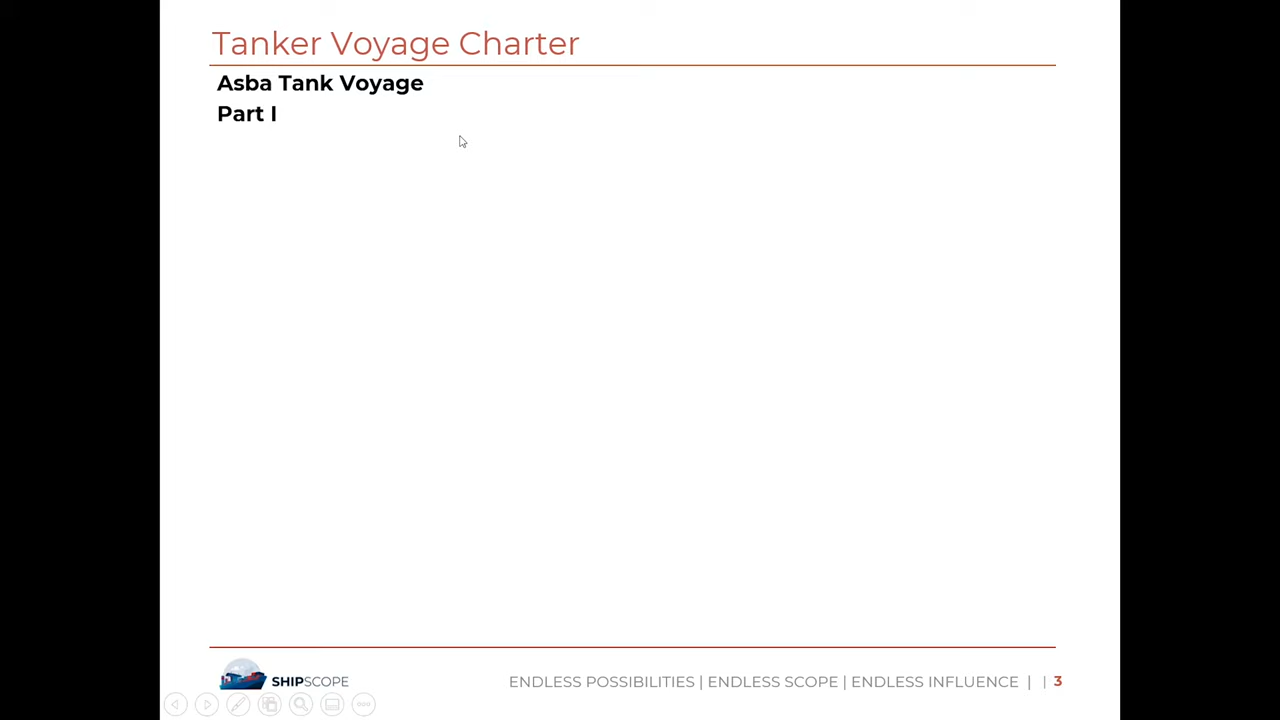 Tanker Voyage Charter
Asba Tank Voyage
Part I
SHIPSCOPE
ENDLESS POSSIBILITIES | ENDLESS SCOPE | ENDLESS INFLUENCE | | 3